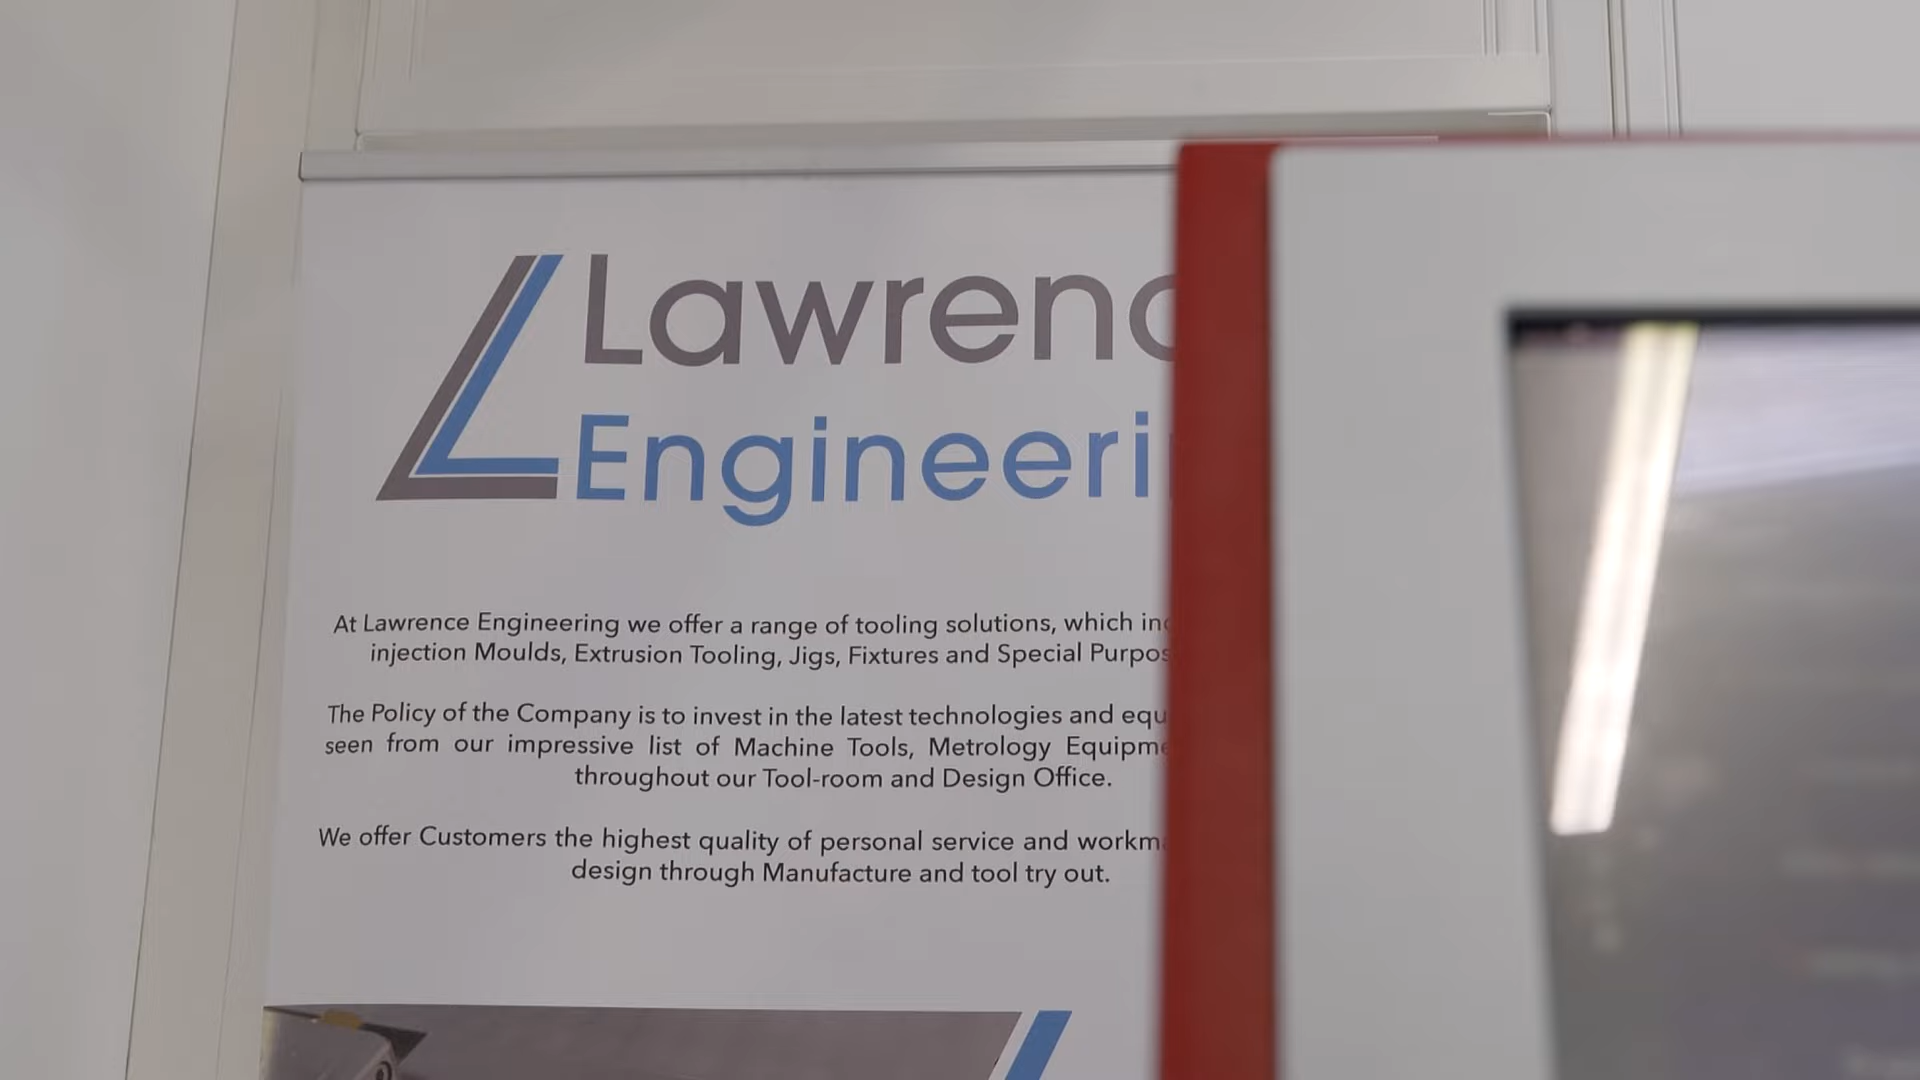 Lawrenc
Engineeri
At Lawrence Engineering we offer a range of tooling solutions, which inc
injection Moulds, Extrusion Tooling, Jigs, Fixtures and Special Purpos
The Policy of the Company is to invest in the latest technologies and equ
seen from our impressive list of Machine Tools, Metrology Equipme
throughout our Tool-room and Design Office.
We offer Customers the highest quality of personal service and workm
design through Manufacture and tool try out.